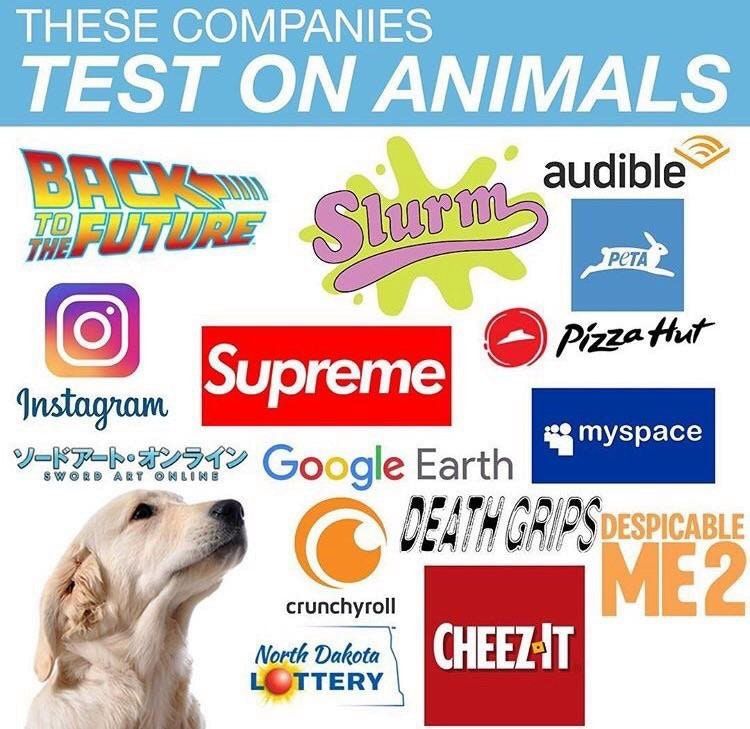 THESE COMPANIES
TEST ON ANIMALS
BACK
TO THE FUTURE
Slurm
audible
PeTA
Instagram
Supreme
Pizza Hut
myspace
ソードアート・オンライン
SWORD ART ONLINE
Google Earth
DEATH GRIPS
DESPICABLE
ME2
crunchyroll
North Dakota
LOTTERY
CHEEZ-IT